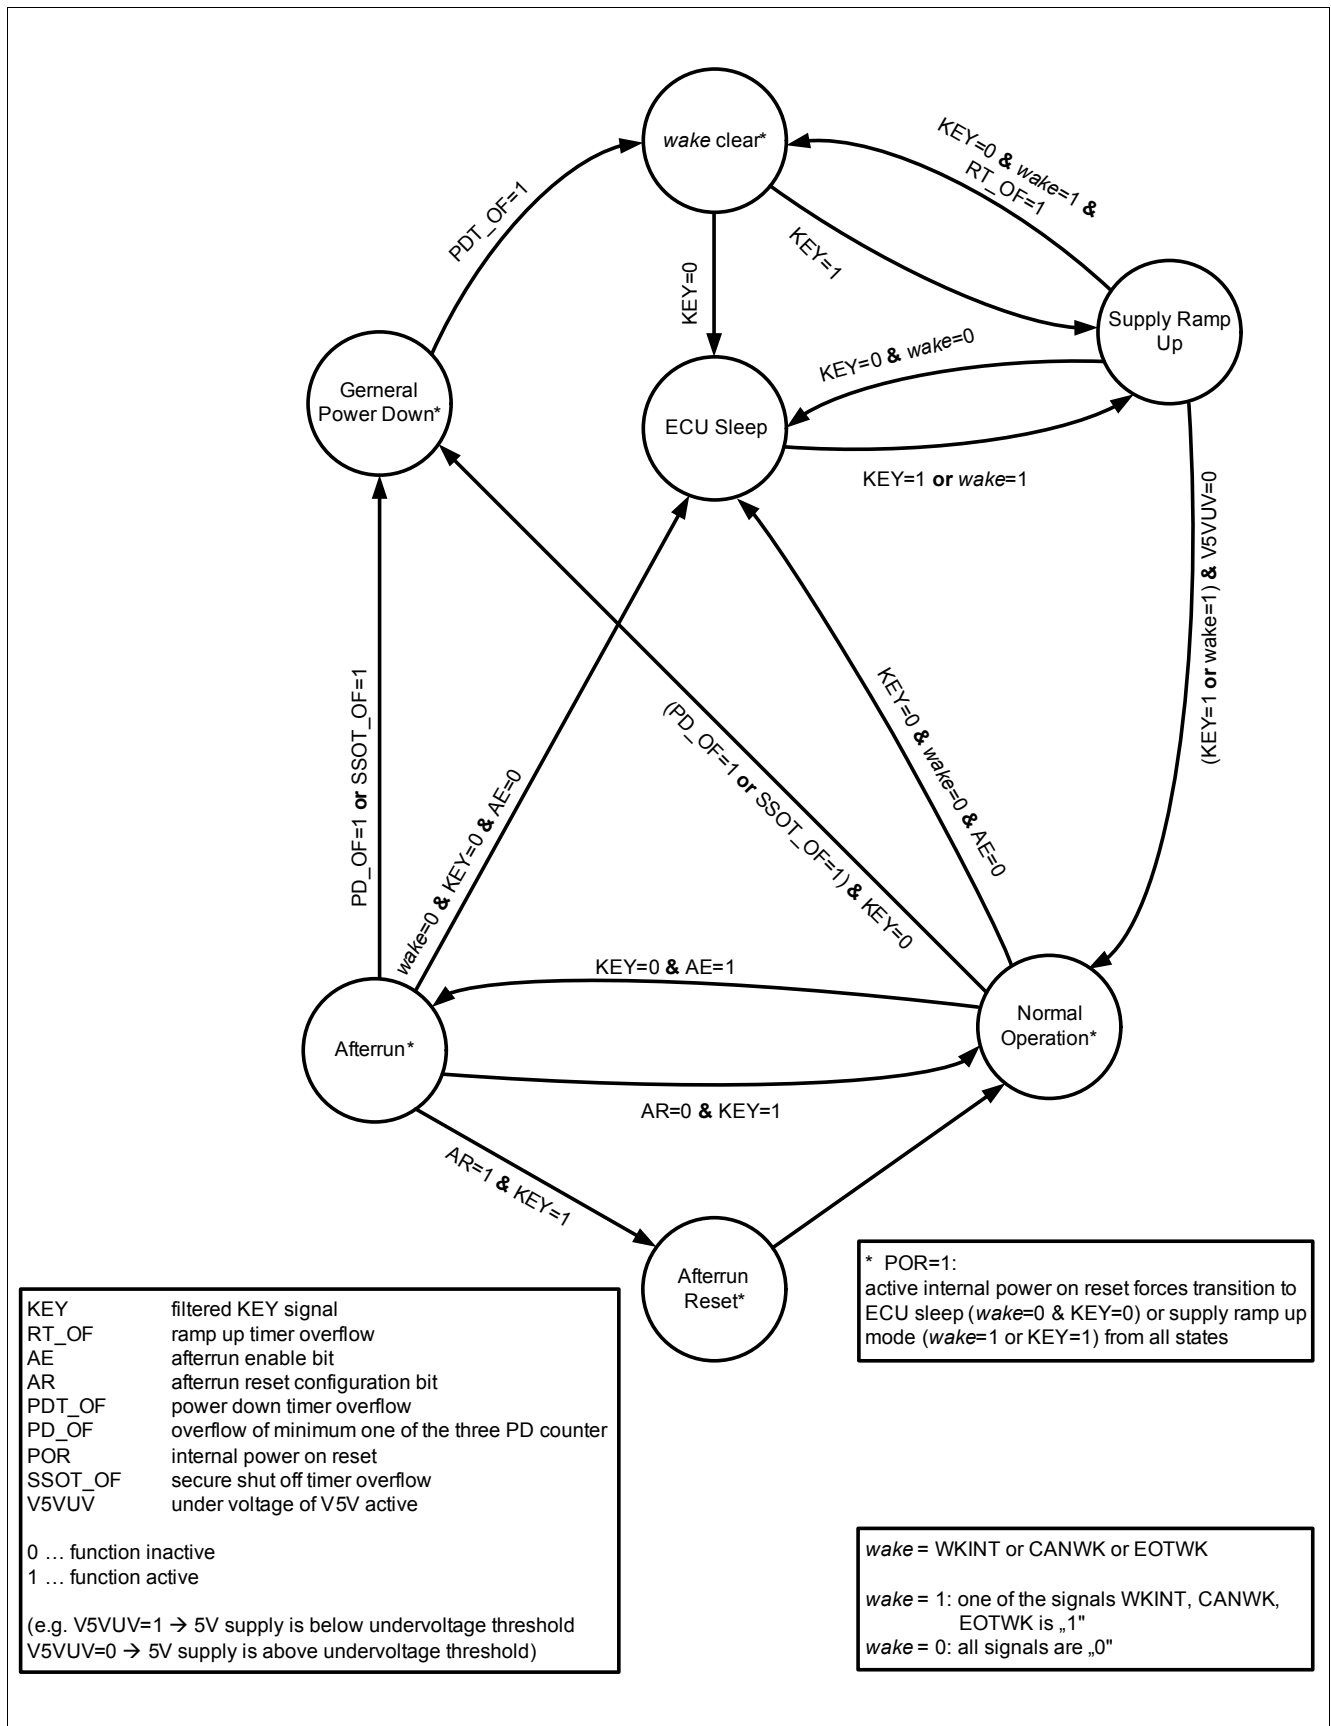 wake clear*
KEY=0 & wake=1 &
RT_OF=1
PDT_OF=1
KEY=0
KEY=1
Supply Ramp
Up
KEY=0 & wake=0
Gerneral
Power Down*
ECU Sleep
KEY=1 or wake=1
(KEY=1 or wake=1) & V5VUV=0
PD_OF=1 or SSOT_OF=1
wake=0 & KEY=0 & AE=0
(PD_OF=1 or SSOT_OF=1) & KEY=0
KEY=0 & wake=0 & AE=0
KEY=0 & AE=1
Normal
Operation*
Afterrun*
AR=0 & KEY=1
AR=1 & KEY=1
Afterrun
Reset*
* POR=1:
active internal power on reset forces transition to
ECU sleep (wake=0 & KEY=0) or supply ramp up
mode (wake=1 or KEY=1) from all states
KEY filtered KEY signal
RT_OF ramp up timer overflow
AE afterrun enable bit
AR afterrun reset configuration bit
PDT_OF power down timer overflow
PD_OF overflow of minimum one of the three PD counter
POR internal power on reset
SSOT_OF secure shut off timer overflow
V5VUV under voltage of V5V active
0 … function inactive
1 … function active
(e.g. V5VUV=1 → 5V supply is below undervoltage threshold
V5VUV=0 → 5V supply is above undervoltage threshold)
wake = WKINT or CANWK or EOTWK
wake = 1: one of the signals WKINT, CANWK,
EOTWK is „1"
wake = 0: all signals are „0"